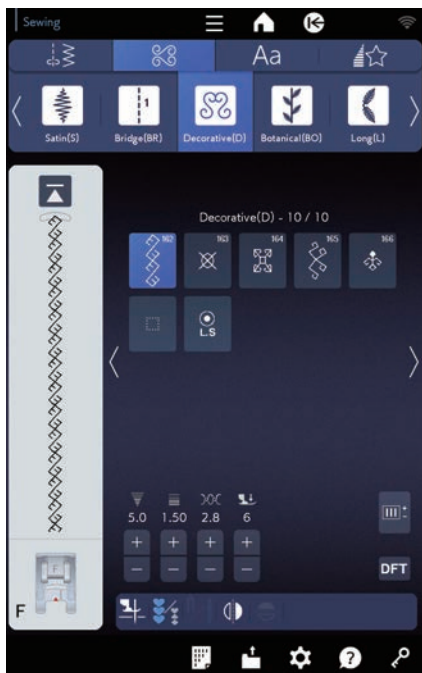 Sewing
Aa
1
Satin(S) Bridge(BR) Decorative(D) Botanical(BO) Long(L)
Decorative(D) - 10 / 10
162 163 164 165 166
L.S
5.0 1.50 2.8 6
+ + + +
− − − −
DFT
F
F
?